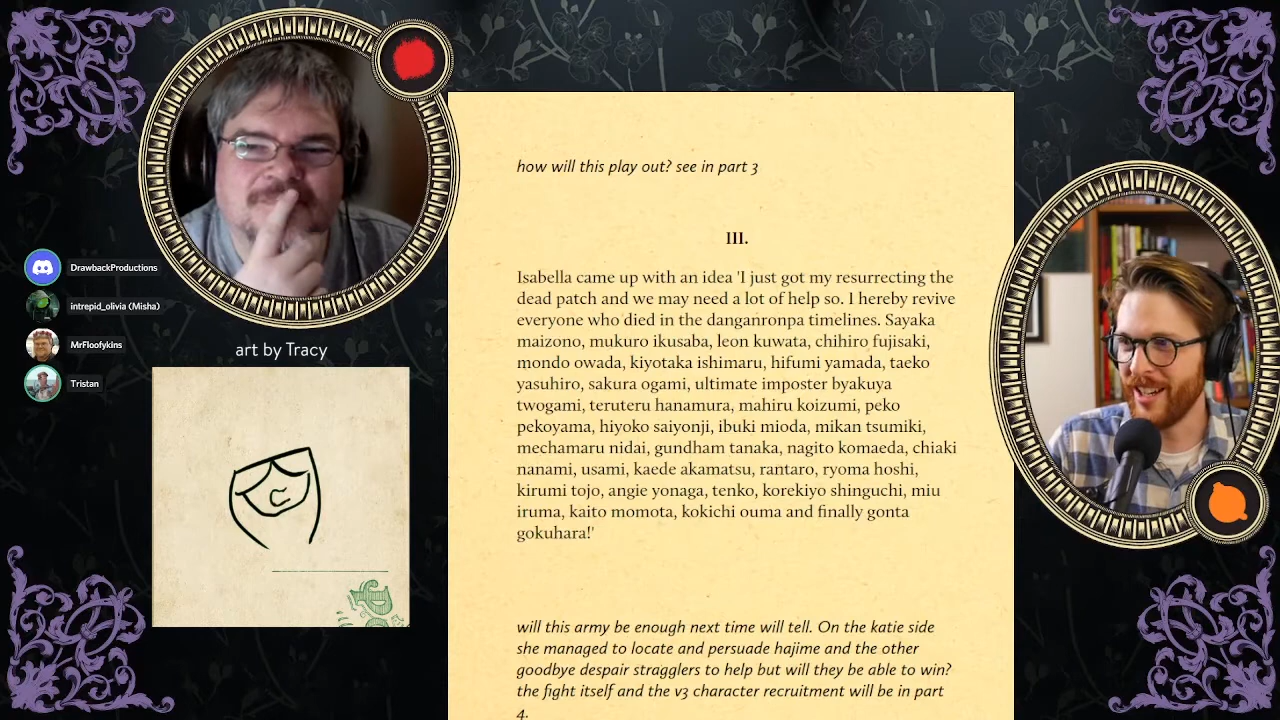 how will this play out? see in part 3
III.
Isabella came up with an idea 'I just got my resurrecting the
dead patch and we may need a lot of help so. I hereby revive
everyone who died in the danganronpa timelines. Sayaka
maizono, mukuro ikusaba, leon kuwata, chihiro fujisaki,
mondo owada, kiyotaka ishimaru, hifumi yamada, taeko
yasuhiro, sakura ogami, ultimate imposter byakuya
twogami, teruteru hanamura, mahiru koizumi, peko
pekoyama, hiyoko saiyonji, ibuki mioda, mikan tsumiki,
mechamaru nidai, gundham tanaka, nagito komaeda, chiaki
nanami, usami, kaede akamatsu, rantaro, ryoma hoshi,
kirumi tojo, angie yonaga, tenko, korekiyo shinguchi, miu
iruma, kaito momota, kokichi ouma and finally gonta
gokuhara!'
will this army be enough next time will tell. On the katie side
she managed to locate and persuade hajime and the other
goodbye despair stragglers to help but will they be able to win?
the fight itself and the v3 character recruitment will be in part
4.
DrawbackProductions
intrepid_olivia (Misha)
MrFloofykins
Tristan
art by Tracy